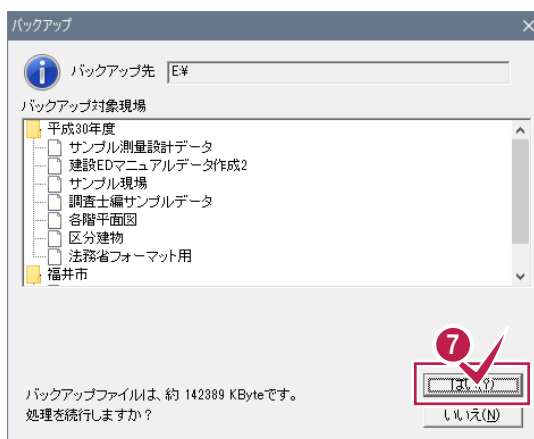 バックアップ
バックアップ先 E:¥
バックアップ対象現場
平成30年度
サンプル測量設計データ
建設EDマニュアルデータ作成2
サンプル現場
調査士編サンプルデータ
各階平面図
区分建物
法務省フォーマット用
福井市
7
バックアップファイルは、約 142389 KByteです。
処理を続行しますか？
いいえ(N)